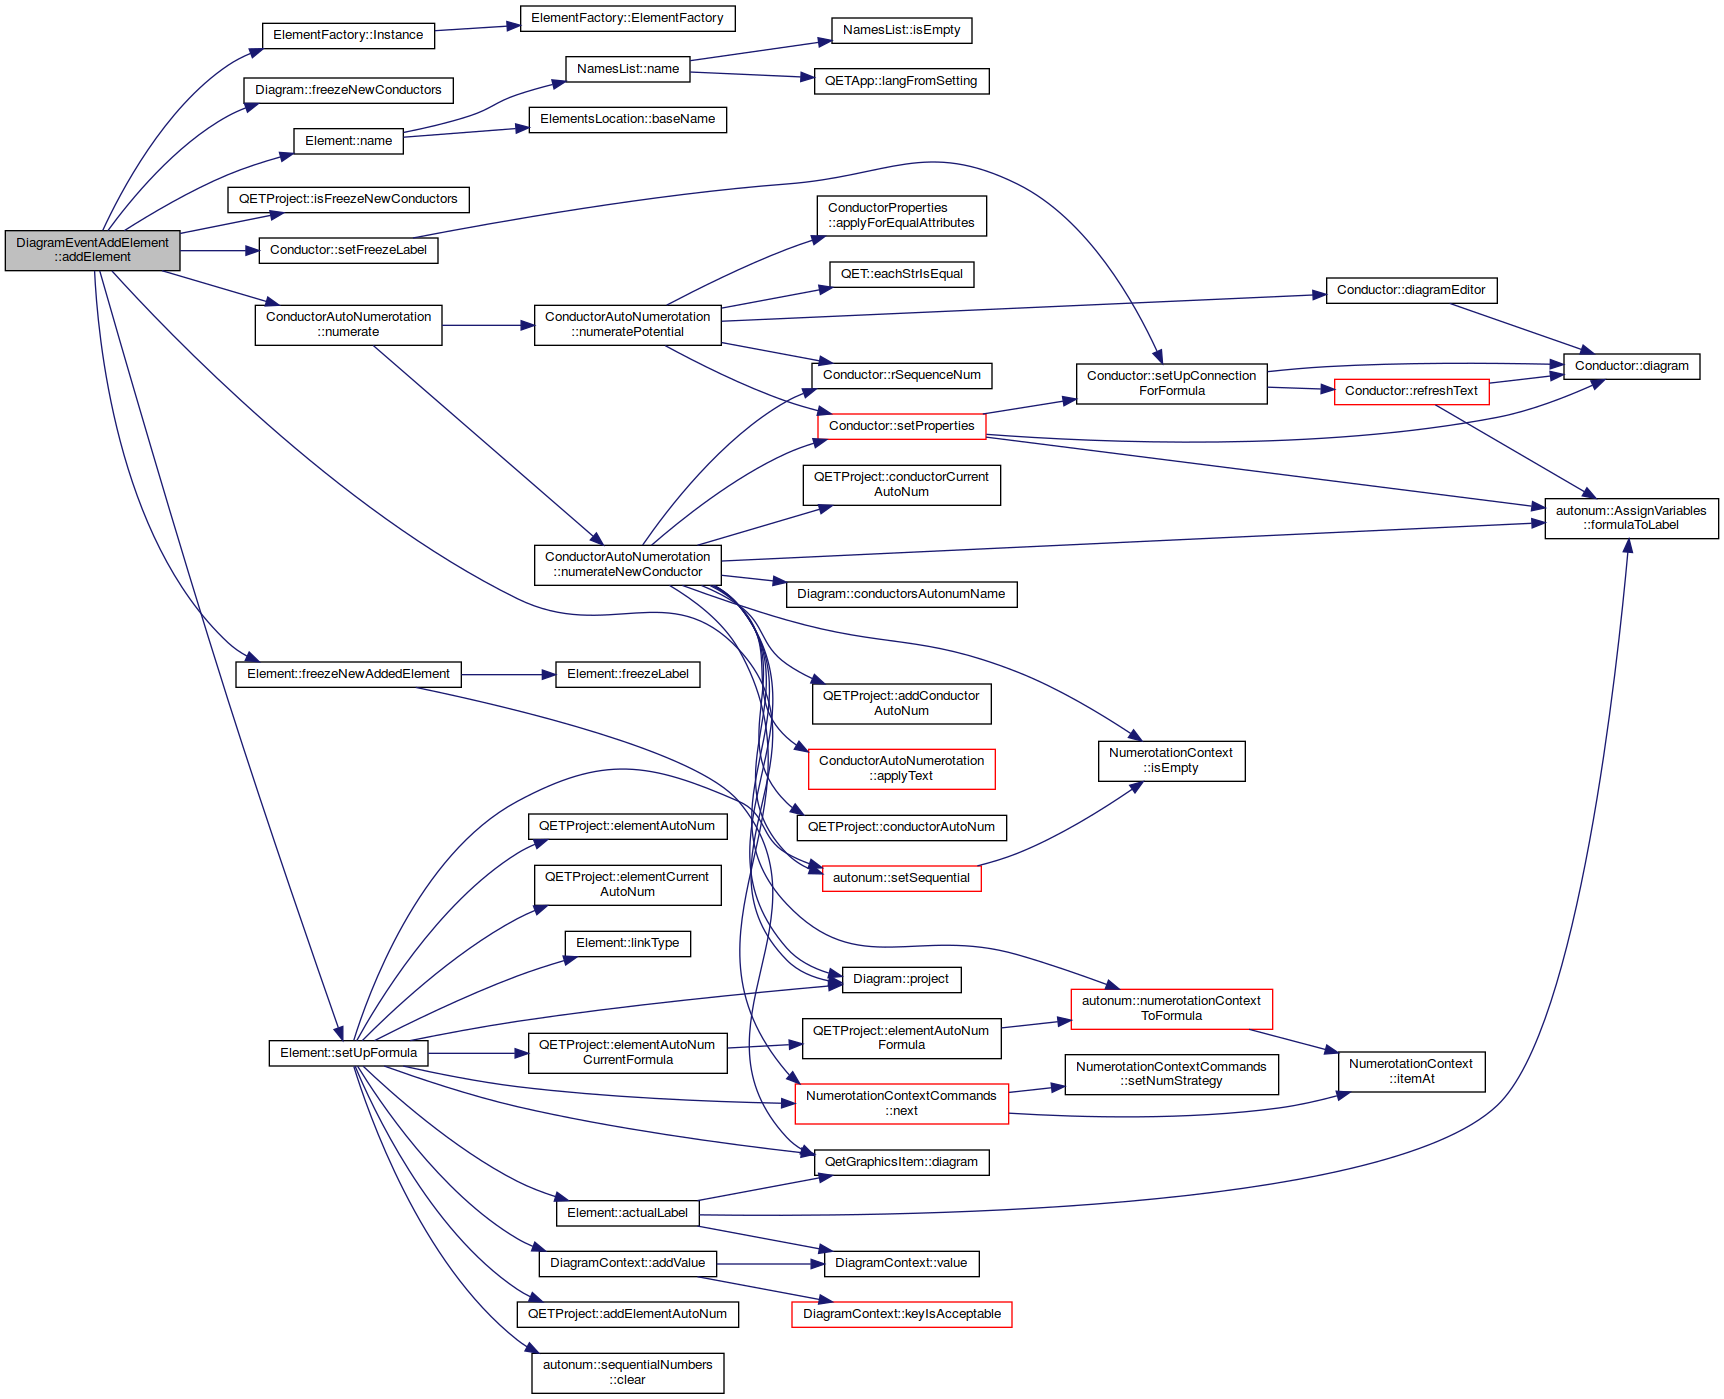 DiagramEventAddElement
::addElement
ElementFactory::Instance
ElementFactory::ElementFactory
Diagram::freezeNewConductors
Element::name
NamesList::name
NamesList::isEmpty
QETApp::langFromSetting
ElementsLocation::baseName
QETProject::isFreezeNewConductors
Conductor::setFreezeLabel
ConductorAutoNumerotation
::numerate
ConductorAutoNumerotation
::numeratePotential
ConductorProperties
::applyForEqualAttributes
QET::eachStrIsEqual
Conductor::rSequenceNum
Conductor::setProperties
Conductor::diagramEditor
Conductor::setUpConnection
ForFormula
Conductor::refreshText
Conductor::diagram
autonum::AssignVariables
::formulaToLabel
ConductorAutoNumerotation
::numerateNewConductor
QETProject::conductorCurrent
AutoNum
Diagram::conductorsAutonumName
QETProject::addConductor
AutoNum
ConductorAutoNumerotation
::applyText
QETProject::conductorAutoNum
autonum::setSequential
NumerotationContext
::isEmpty
Element::freezeNewAddedElement
Element::freezeLabel
Element::setUpFormula
QETProject::elementAutoNum
QETProject::elementCurrent
AutoNum
Element::linkType
Diagram::project
QETProject::elementAutoNum
CurrentFormula
QETProject::elementAutoNum
Formula
autonum::numerotationContext
ToFormula
NumerotationContextCommands
::next
NumerotationContextCommands
::setNumStrategy
NumerotationContext
::itemAt
QetGraphicsItem::diagram
Element::actualLabel
DiagramContext::addValue
DiagramContext::value
DiagramContext::keyIsAcceptable
QETProject::addElementAutoNum
autonum::sequentialNumbers
::clear